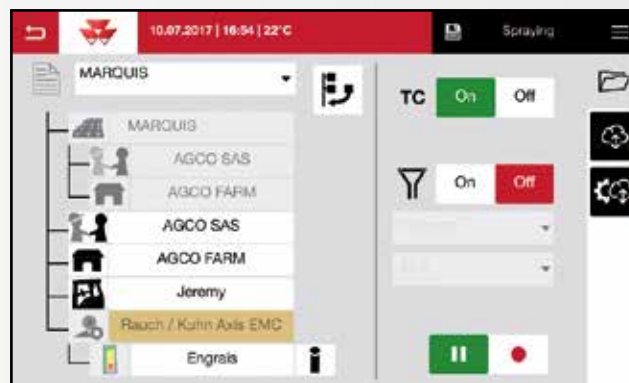 10.07.2017 | 16:54 | 22°C
Spraying
MARQUIS
MARQUIS
AGCO SAS
AGCO FARM
AGCO SAS
AGCO FARM
Jeremy
Rauch / Kuhn Axis EMC
Engrais
TC On Off
On Off